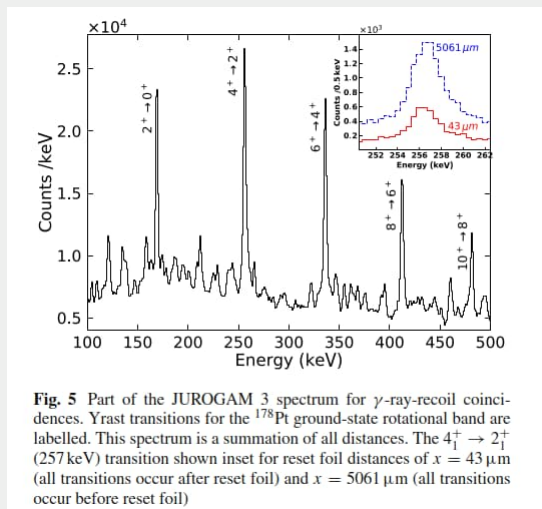 ×10⁴
×10³
2⁺→0⁺
4⁺→2⁺
6⁺→4⁺
8⁺→6⁺
10⁺→8⁺
2.5
2.0
1.5
1.0
0.5
Counts /keV
100 150 200 250 300 350 400 450 500
Energy (keV)
1.4
1.2
1.0
0.8
0.6
0.4
0.2
Counts /0.5 keV
5061 μm
43 μm
252 254 256 258 260 262
Energy (keV)
Fig. 5 Part of the JUROGAM 3 spectrum for γ-ray-recoil coinci-
dences. Yrast transitions for the ¹⁷⁸Pt ground-state rotational band are
labelled. This spectrum is a summation of all distances. The 4₁⁺ → 2₁⁺
(257 keV) transition shown inset for reset foil distances of x = 43 μm
(all transitions occur after reset foil) and x = 5061 μm (all transitions
occur before reset foil)